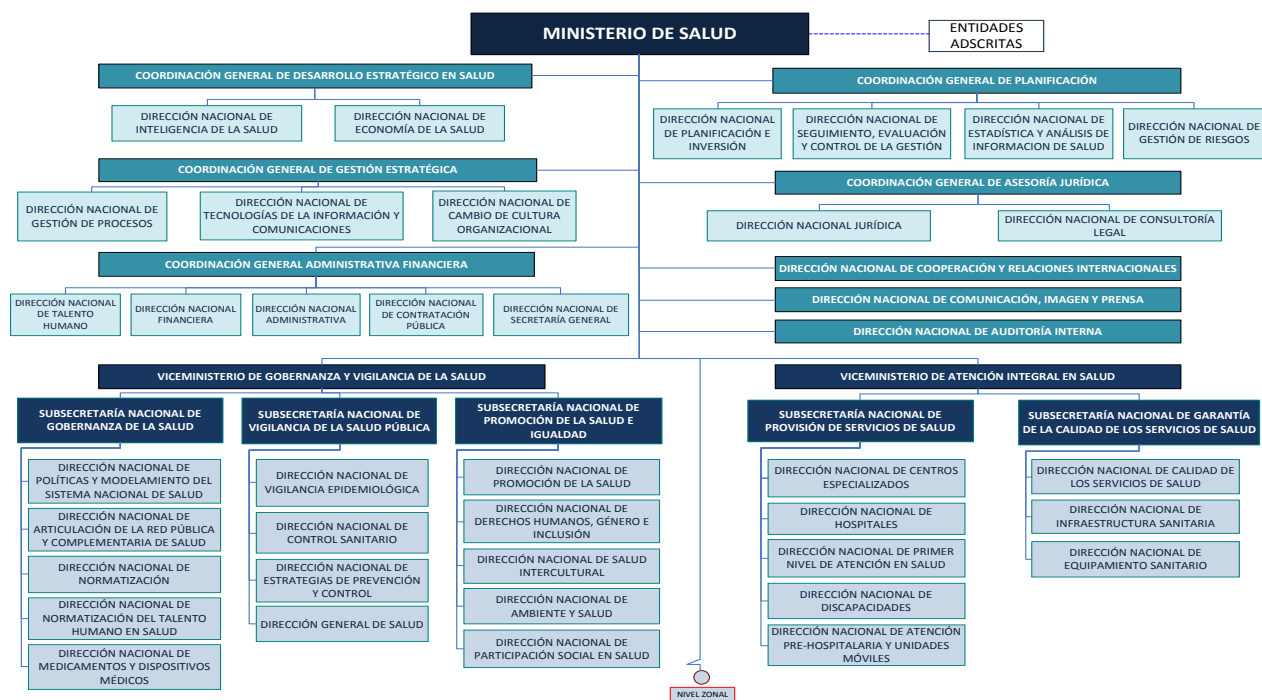 MINISTERIO DE SALUD
ENTIDADES
ADSCRITAS
COORDINACIÓN GENERAL DE DESARROLLO ESTRATÉGICO EN SALUD
DIRECCIÓN NACIONAL DE
INTELIGENCIA DE LA SALUD
DIRECCIÓN NACIONAL DE
ECONOMÍA DE LA SALUD
COORDINACIÓN GENERAL DE PLANIFICACIÓN
DIRECCIÓN NACIONAL
DE PLANIFICACIÓN E
INVERSIÓN
DIRECCIÓN NACIONAL DE
SEGUIMIENTO, EVALUACIÓN
Y CONTROL DE LA GESTIÓN
DIRECCIÓN NACIONAL DE
ESTADÍSTICA Y ANÁLISIS DE
INFORMACION DE SALUD
DIRECCIÓN NACIONAL DE
GESTIÓN DE RIESGOS
COORDINACIÓN GENERAL DE GESTIÓN ESTRATÉGICA
DIRECCIÓN NACIONAL DE
GESTIÓN DE PROCESOS
DIRECCIÓN NACIONAL DE
TECNOLOGÍAS DE LA INFORMACIÓN Y
COMUNICACIONES
DIRECCIÓN NACIONAL DE
CAMBIO DE CULTURA
ORGANIZACIONAL
COORDINACIÓN GENERAL DE ASESORÍA JURÍDICA
DIRECCIÓN NACIONAL JURÍDICA
DIRECCIÓN NACIONAL DE CONSULTORÍA
LEGAL
COORDINACIÓN GENERAL ADMINISTRATIVA FINANCIERA
DIRECCIÓN NACIONAL
DE TALENTO
HUMANO
DIRECCIÓN NACIONAL
FINANCIERA
DIRECCIÓN NACIONAL
ADMINISTRATIVA
DIRECCIÓN NACIONAL
DE CONTRATACIÓN
PÚBLICA
DIRECCIÓN NACIONAL DE
SECRETARÍA GENERAL
DIRECCIÓN NACIONAL DE COOPERACIÓN Y RELACIONES INTERNACIONALES
DIRECCIÓN NACIONAL DE COMUNICACIÓN, IMAGEN Y PRENSA
DIRECCIÓN NACIONAL DE AUDITORÍA INTERNA
VICEMINISTERIO DE GOBERNANZA Y VIGILANCIA DE LA SALUD
SUBSECRETARÍA NACIONAL DE
GOBERNANZA DE LA SALUD
DIRECCIÓN NACIONAL DE
POLÍTICAS Y MODELAMIENTO DEL
SISTEMA NACIONAL DE SALUD
DIRECCIÓN NACIONAL DE
ARTICULACIÓN DE LA RED PÚBLICA
Y COMPLEMENTARIA DE SALUD
DIRECCIÓN NACIONAL DE
NORMATIZACIÓN
DIRECCIÓN NACIONAL DE
NORMATIZACIÓN DEL TALENTO
HUMANO EN SALUD
DIRECCIÓN NACIONAL DE
MEDICAMENTOS Y DISPOSITIVOS
MÉDICOS
SUBSECRETARÍA NACIONAL DE
VIGILANCIA DE LA SALUD PÚBLICA
DIRECCIÓN NACIONAL DE
VIGILANCIA EPIDEMIOLÓGICA
DIRECCIÓN NACIONAL DE
CONTROL SANITARIO
DIRECCIÓN NACIONAL DE
ESTRATEGIAS DE PREVENCIÓN
Y CONTROL
DIRECCIÓN GENERAL DE SALUD
SUBSECRETARÍA NACIONAL DE
PROMOCIÓN DE LA SALUD E
IGUALDAD
DIRECCIÓN NACIONAL DE
PROMOCIÓN DE LA SALUD
DIRECCIÓN NACIONAL DE
DERECHOS HUMANOS, GÉNERO E
INCLUSIÓN
DIRECCIÓN NACIONAL DE SALUD
INTERCULTURAL
DIRECCIÓN NACIONAL DE
AMBIENTE Y SALUD
DIRECCIÓN NACIONAL DE
PARTICIPACIÓN SOCIAL EN SALUD
VICEMINISTERIO DE ATENCIÓN INTEGRAL EN SALUD
SUBSECRETARÍA NACIONAL DE
PROVISIÓN DE SERVICIOS DE SALUD
DIRECCIÓN NACIONAL DE CENTROS
ESPECIALIZADOS
DIRECCIÓN NACIONAL DE
HOSPITALES
DIRECCIÓN NACIONAL DE PRIMER
NIVEL DE ATENCIÓN EN SALUD
DIRECCIÓN NACIONAL DE
DISCAPACIDADES
DIRECCIÓN NACIONAL DE ATENCIÓN
PRE-HOSPITALARIA Y UNIDADES
MÓVILES
SUBSECRETARÍA NACIONAL DE GARANTÍA
DE LA CALIDAD DE LOS SERVICIOS DE SALUD
DIRECCIÓN NACIONAL DE CALIDAD DE
LOS SERVICIOS DE SALUD
DIRECCIÓN NACIONAL DE
INFRAESTRUCTURA SANITARIA
DIRECCIÓN NACIONAL DE
EQUIPAMIENTO SANITARIO
NIVEL ZONAL